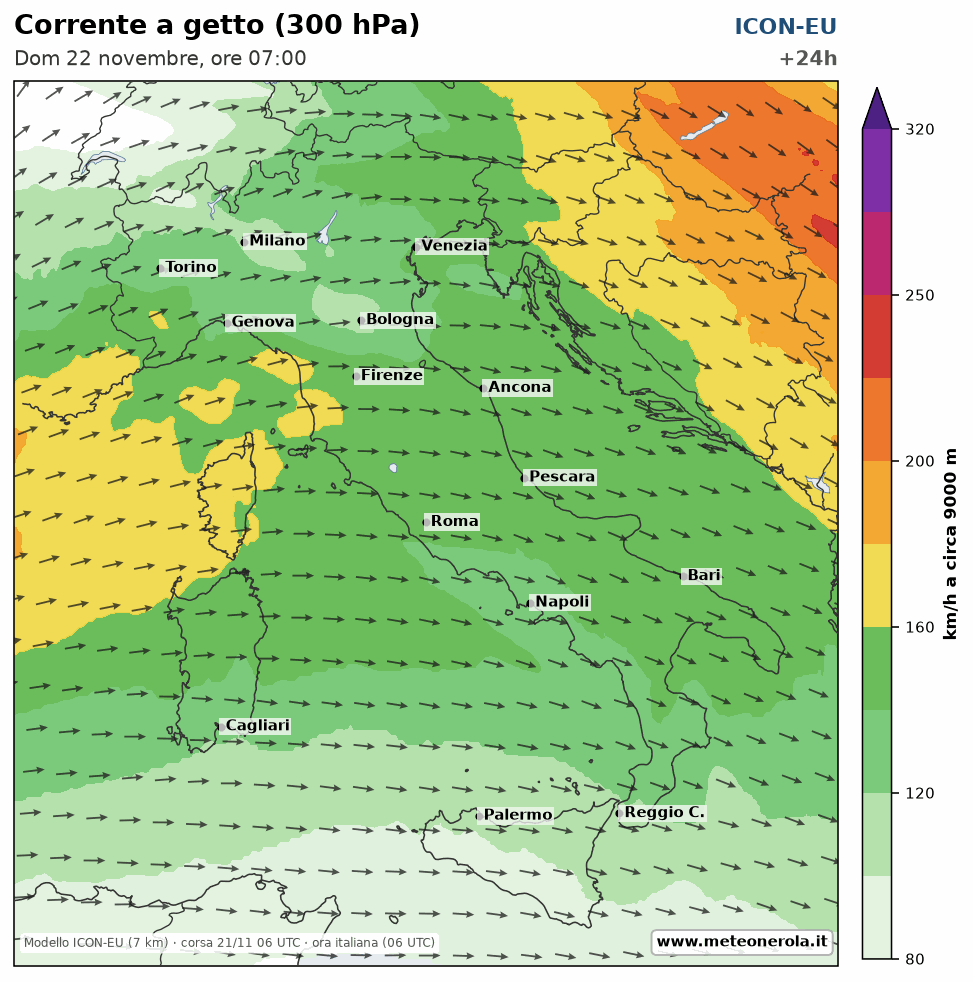 Corrente a getto (300 hPa)
ICON-EU
Dom 22 novembre, ore 07:00
+24h
Milano
Venezia
Torino
Genova
Bologna
Firenze
Ancona
Pescara
Roma
Bari
Napoli
Cagliari
Palermo
Reggio C.
320
250
200
160
120
80
km/h a circa 9000 m
Modello ICON-EU (7 km) · corsa 21/11 06 UTC · ora italiana (06 UTC)
www.meteonerola.it